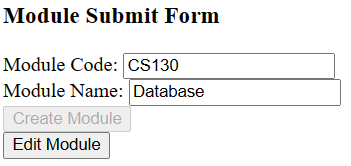 Module Submit Form
Module Code: CS130
Module Name: Database
Create Module
Edit Module